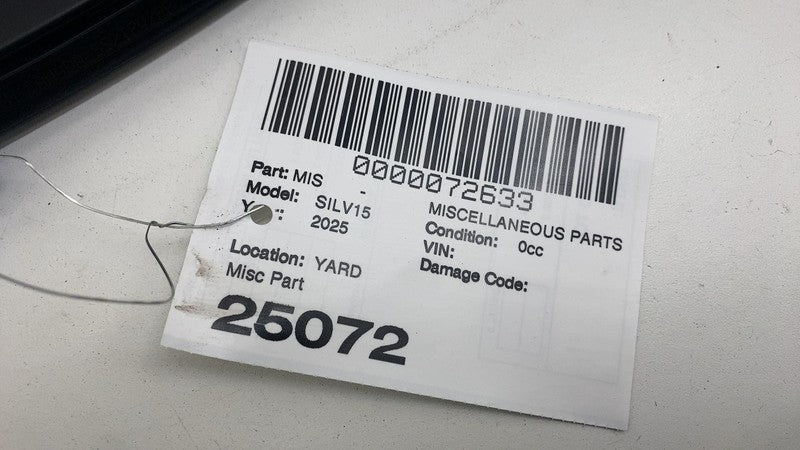 0000072633
Part: MIS - MISCELLANEOUS PARTS
Model: SILV15 Condition: 0cc
2025 VIN:
Damage Code:
Location: YARD
Misc Part
25072